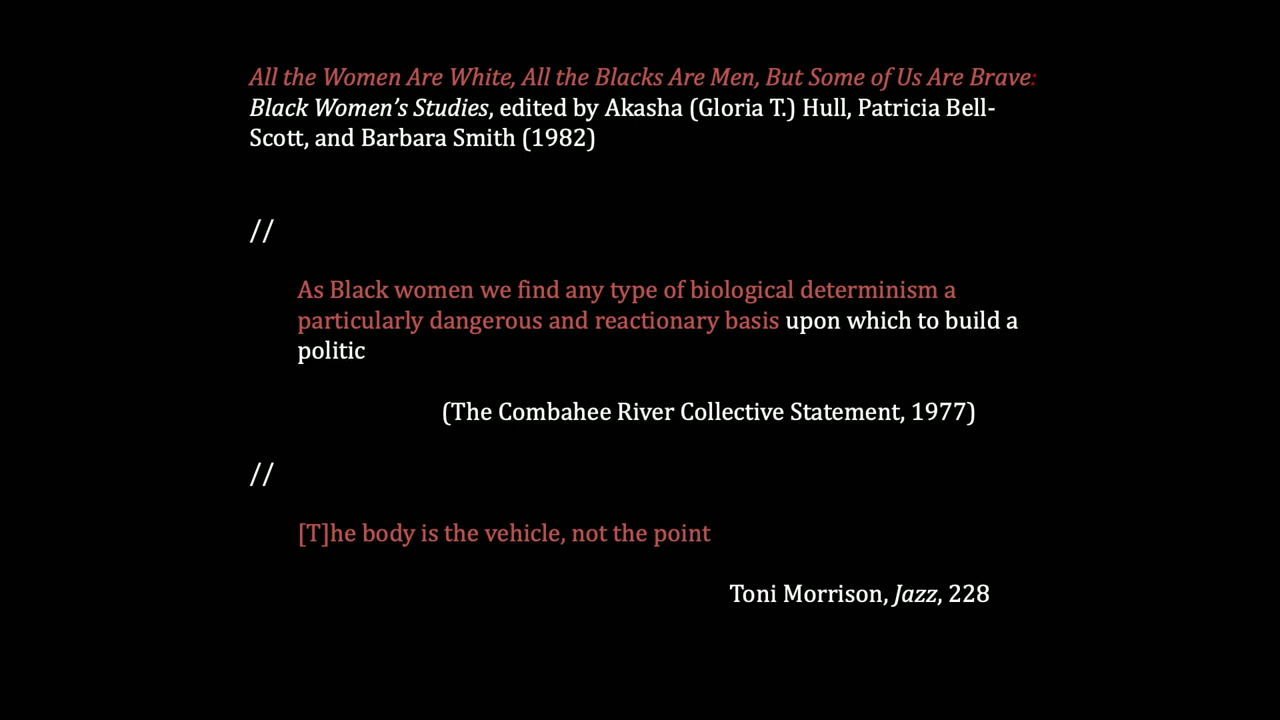 All the Women Are White, All the Blacks Are Men, But Some of Us Are Brave:
Black Women’s Studies, edited by Akasha (Gloria T.) Hull, Patricia Bell-
Scott, and Barbara Smith (1982)
//
As Black women we find any type of biological determinism a
particularly dangerous and reactionary basis upon which to build a
politic
(The Combahee River Collective Statement, 1977)
//
[T]he body is the vehicle, not the point
Toni Morrison, Jazz, 228